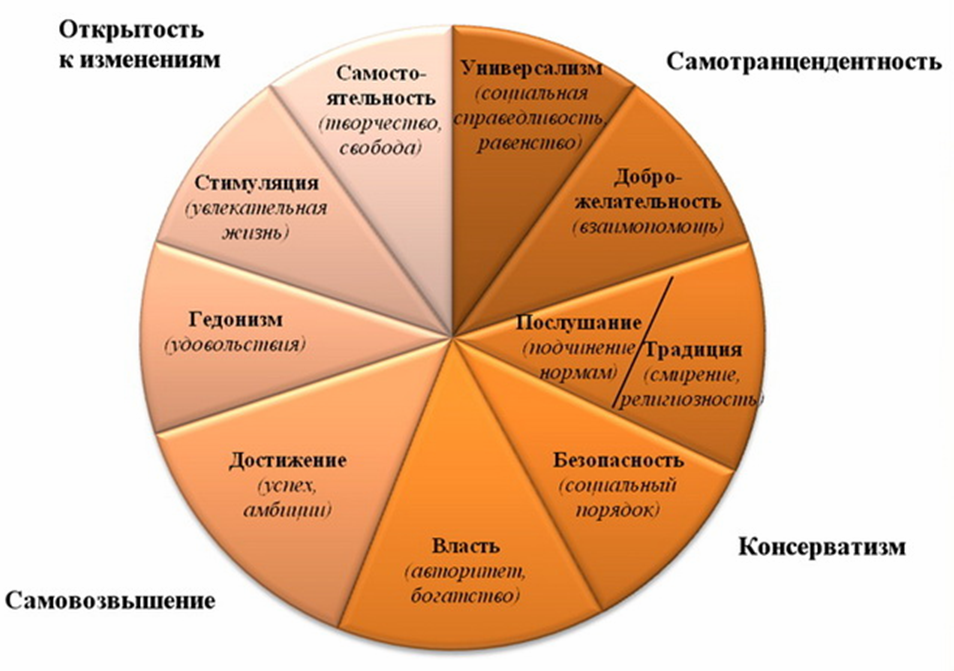 Открытость
к изменениям
Самотранцендентность
Самосто-
ятельность
(творчество,
свобода)
Универсализм
(социальная
справедливость,
равенство)
Добро-
желательность
(взаимопомощь)
Стимуляция
(увлекательная
жизнь)
Гедонизм
(удовольствия)
Послушание
(подчинение
нормам)
Традиция
(смирение,
религиозность)
Достижение
(успех,
амбиции)
Безопасность
(социальный
порядок)
Власть
(авторитет,
богатство)
Консерватизм
Самовозвышение